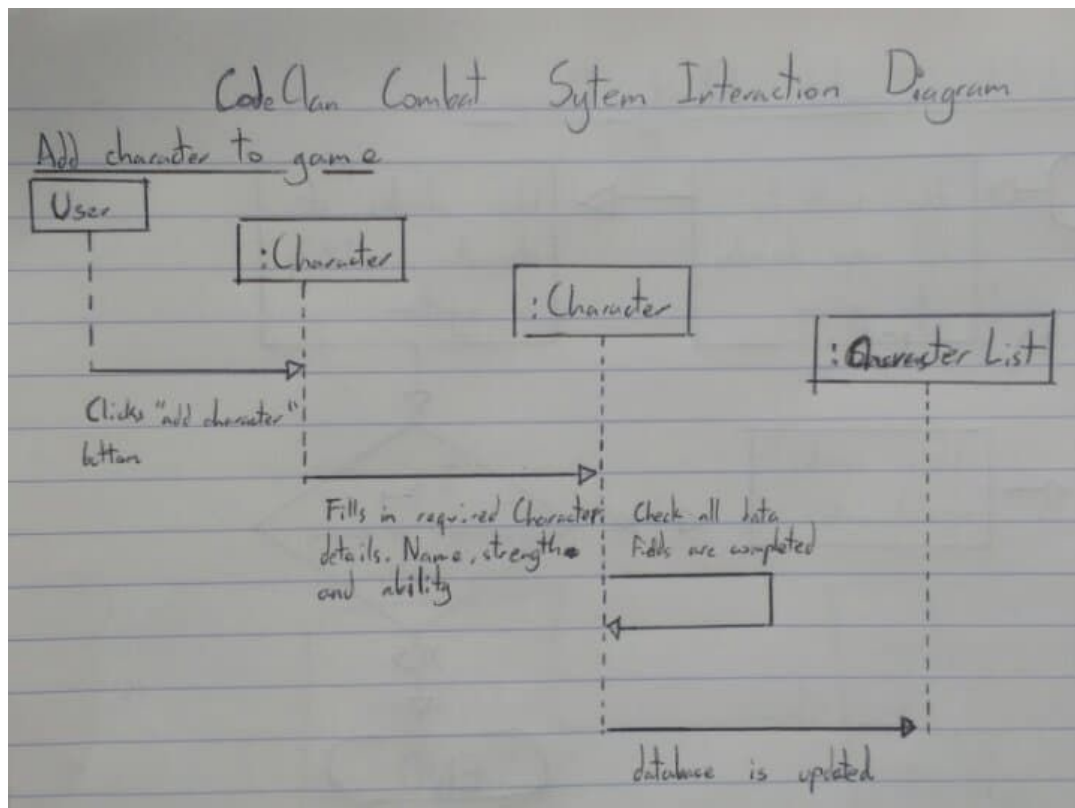 CodeClan Combat Sytem Interaction Diagram
Add character to game
User
:Character
:Character
:Character List
Clicks "add character"
button
Fills in required Character
details. Name, strength
and ability
Check all data
fields are completed
database is updated